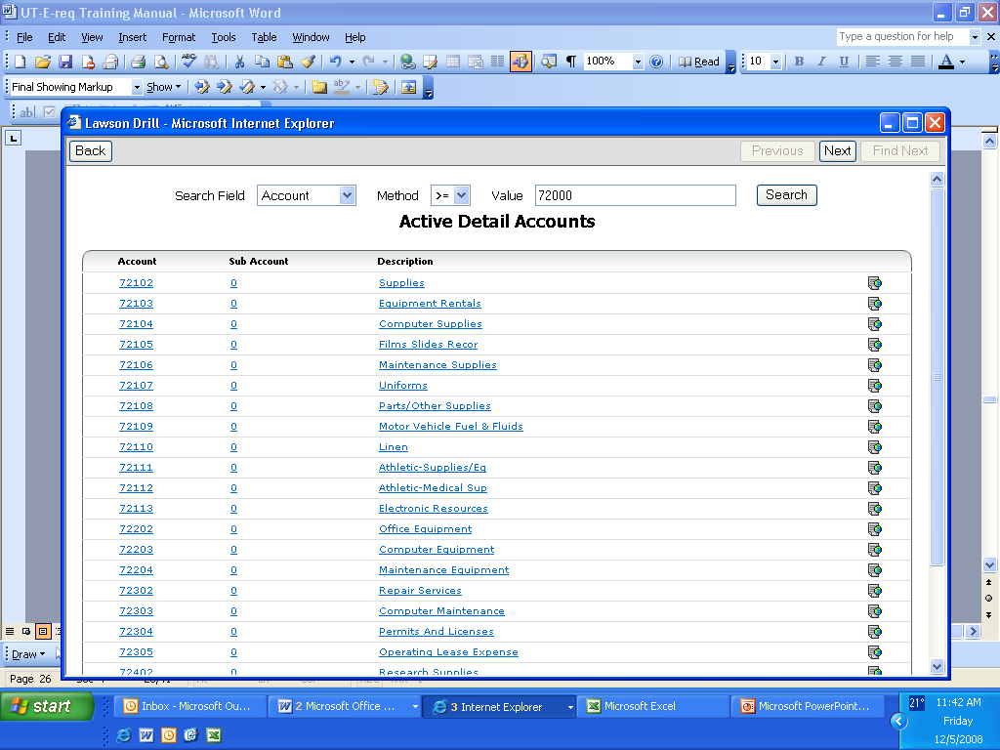 UT-E-req Training Manual - Microsoft Word
File Edit View Insert Format Tools Table Window Help Type a question for help
100% Read 10 B I U A
Final Showing Markup Show
Lawson Drill - Microsoft Internet Explorer
Back Previous Next Find Next
Search Field Account Method >= Value 72000 Search
Active Detail Accounts
Account Sub Account Description
72102 0 Supplies
72103 0 Equipment Rentals
72104 0 Computer Supplies
72105 0 Films Slides Recor
72106 0 Maintenance Supplies
72107 0 Uniforms
72108 0 Parts/Other Supplies
72109 0 Motor Vehicle Fuel & Fluids
72110 0 Linen
72111 0 Athletic-Supplies/Eq
72112 0 Athletic-Medical Sup
72113 0 Electronic Resources
72202 0 Office Equipment
72203 0 Computer Equipment
72204 0 Maintenance Equipment
72302 0 Repair Services
72303 0 Computer Maintenance
72304 0 Permits And Licenses
72305 0 Operating Lease Expense
72402 0 Research Supplies
Draw
Page 26
start Inbox - Microsoft Ou... 2 Microsoft Office ... 3 Internet Explorer Microsoft Excel Microsoft PowerPoint... 21° 11:42 AM
Friday
12/5/2008